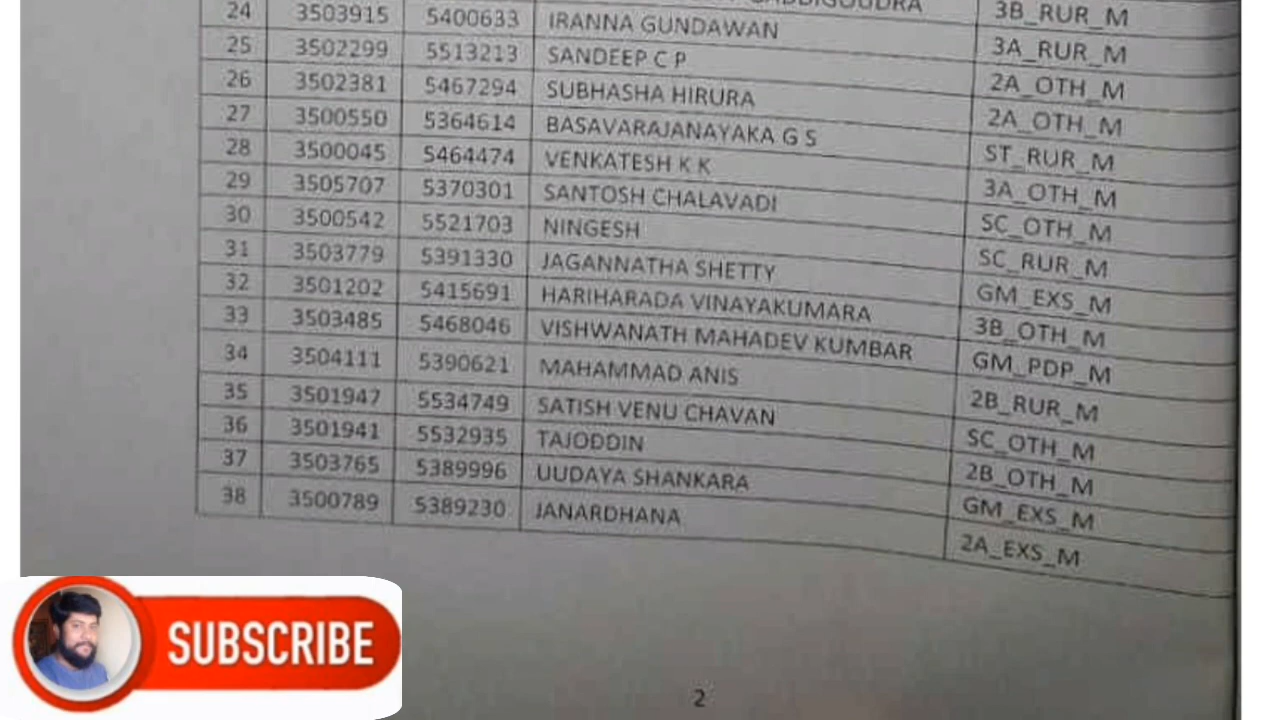 3B_RUR_M
24 3503915 5400633 IRANNA GUNDAWAN 3A_RUR_M
25 3502299 5513213 SANDEEP C P 2A_OTH_M
26 3502381 5467294 SUBHASHA HIRURA 2A_OTH_M
27 3500550 5364614 BASAVARAJANAYAKA G S ST_RUR_M
28 3500045 5464474 VENKATESH K K 3A_OTH_M
29 3505707 5370301 SANTOSH CHALAVADI SC_OTH_M
30 3500542 5521703 NINGESH SC_RUR_M
31 3503779 5391330 JAGANNATHA SHETTY GM_EXS_M
32 3501202 5415691 HARIHARADA VINAYAKUMARA 3B_OTH_M
33 3503485 5468046 VISHWANATH MAHADEV KUMBAR GM_PDP_M
34 3504111 5390621 MAHAMMAD ANIS 2B_RUR_M
35 3501947 5534749 SATISH VENU CHAVAN SC_OTH_M
36 3501941 5532935 TAJODDIN 2B_OTH_M
37 3503765 5389996 UUDAYA SHANKARA GM_EXS_M
38 3500789 5389230 JANARDHANA 2A_EXS_M
SUBSCRIBE
2